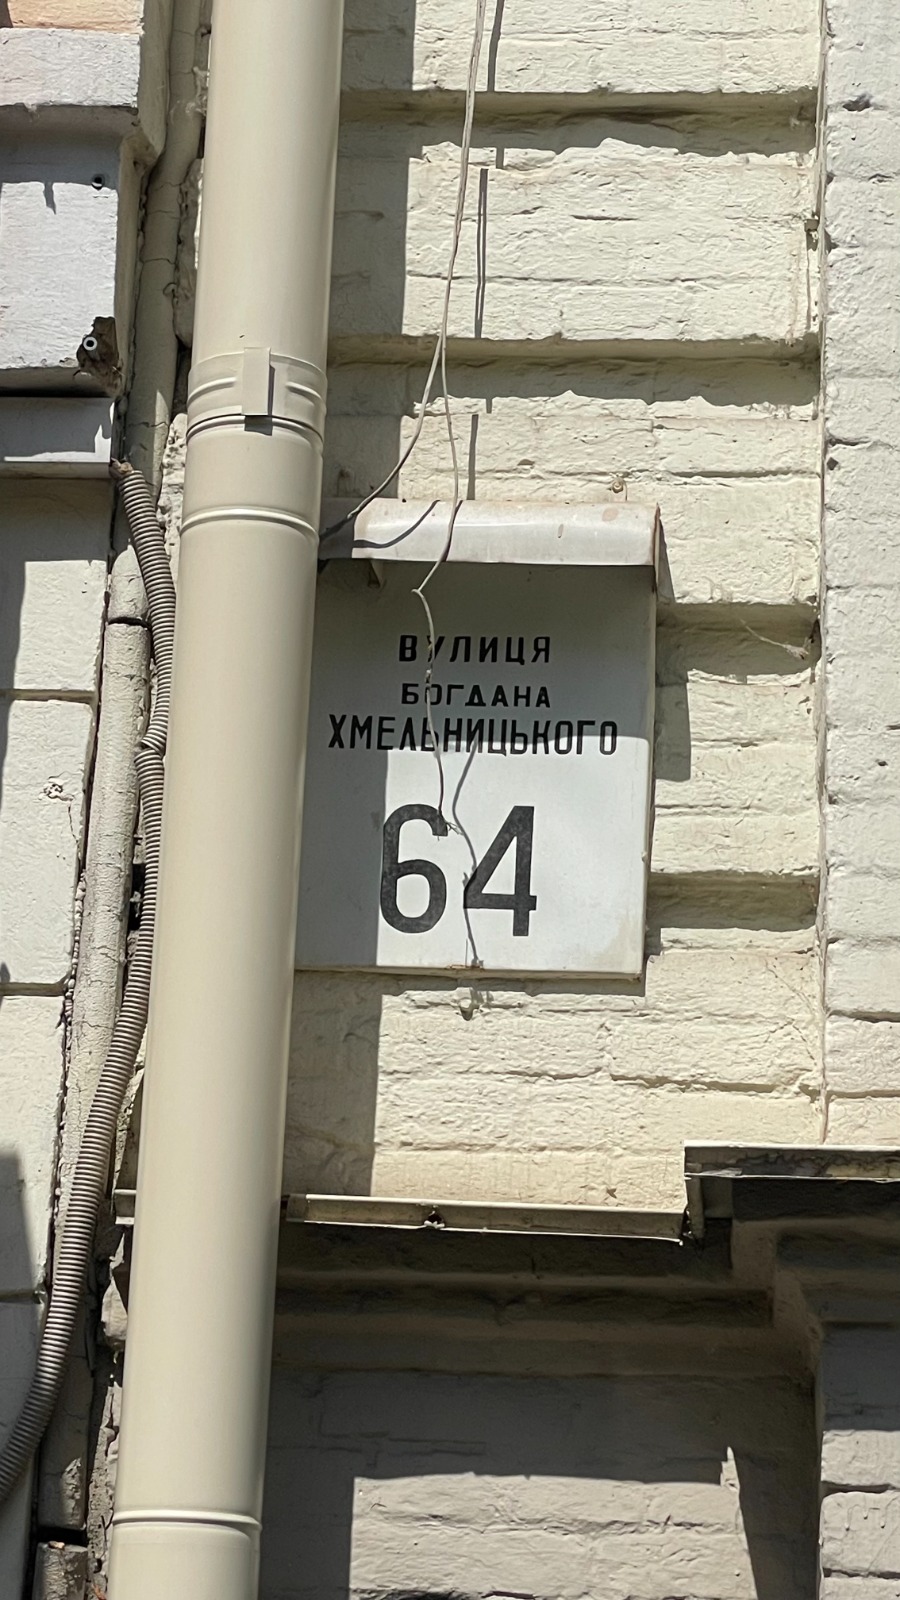 ВУЛИЦЯ
БОГДАНА
ХМЕЛЬНИЦЬКОГО
64